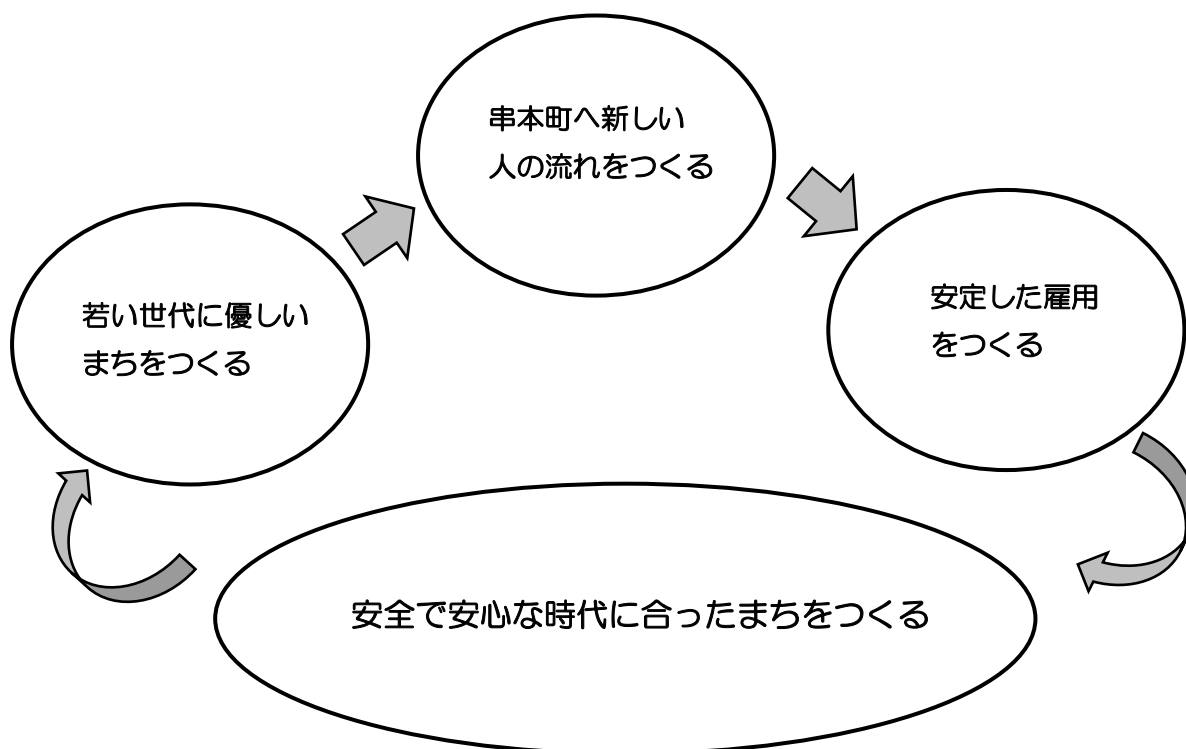 串本町へ新しい
人の流れをつくる
若い世代に優しい
まちをつくる
安定した雇用
をつくる
安全で安心な時代に合ったまちをつくる